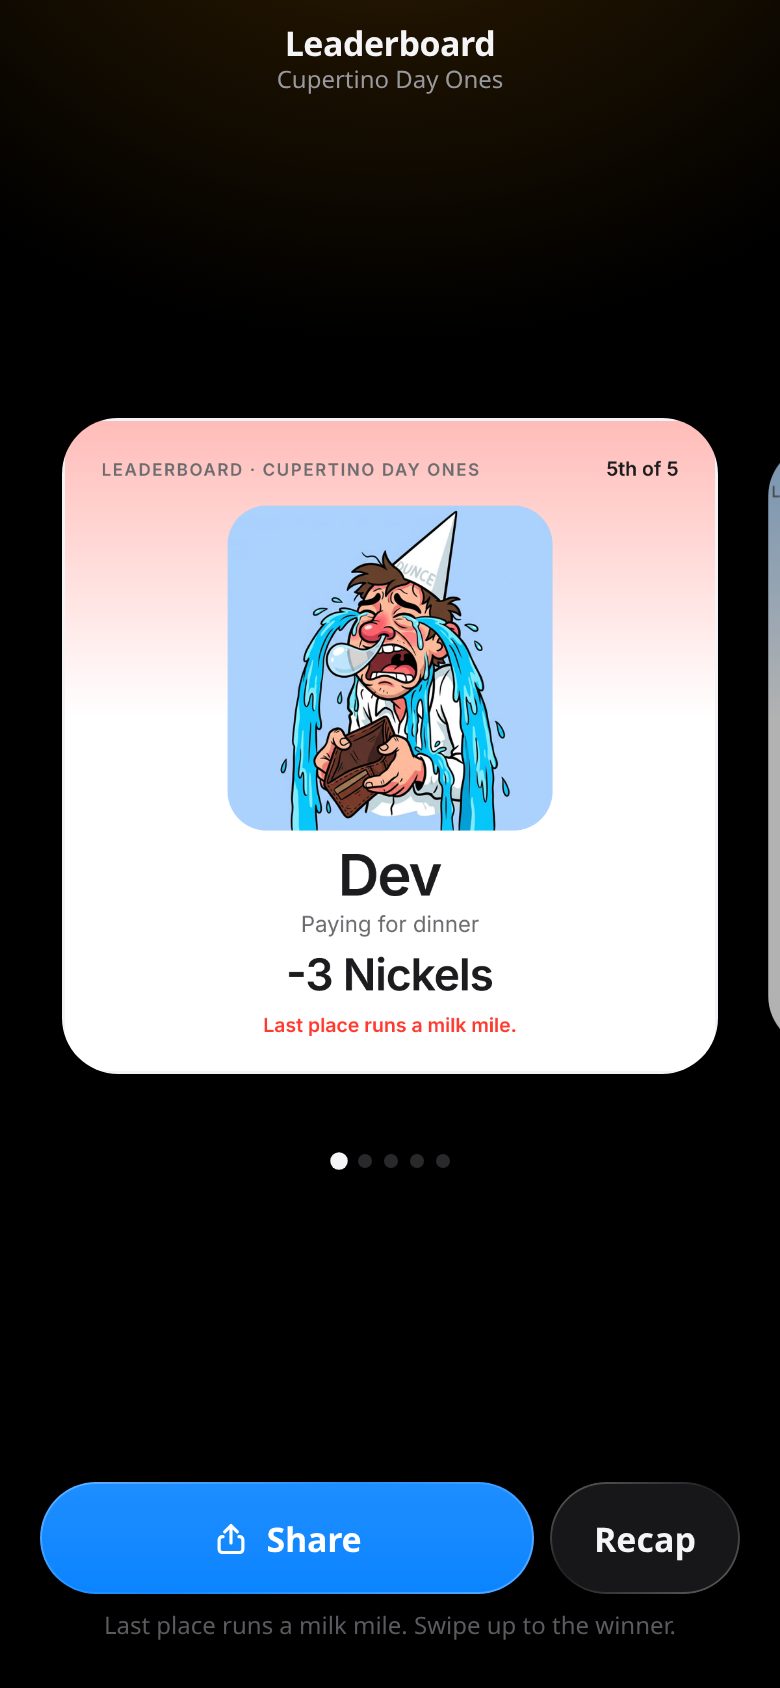 Leaderboard
Cupertino Day Ones
LEADERBOARD · CUPERTINO DAY ONES
5th of 5
Dev
Paying for dinner
-3 Nickels
Last place runs a milk mile.
Share
Recap
Last place runs a milk mile. Swipe up to the winner.